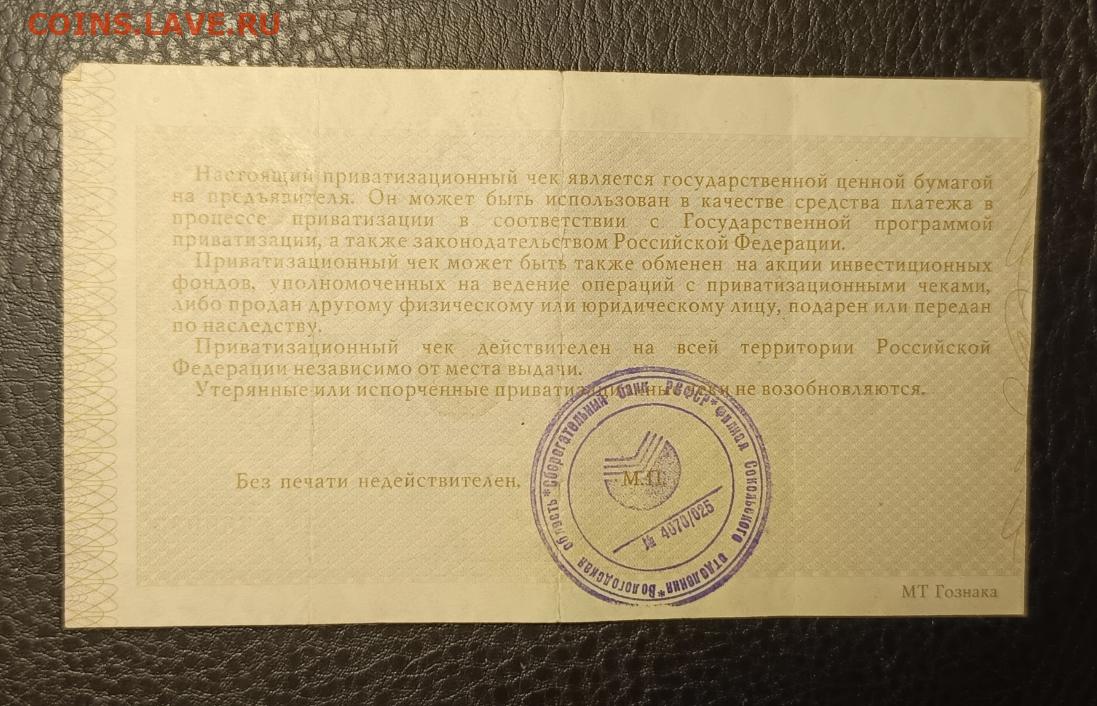 COINS.LAVE.RU
Настоящий приватизационный чек является государственной ценной бумагой
на предъявителя. Он может быть использован в качестве средства платежа в
процессе приватизации в соответствии с Государственной программой
приватизации, а также законодательством Российской Федерации.
Приватизационный чек может быть также обменен на акции инвестиционных
фондов, уполномоченных на ведение операций с приватизационными чеками,
либо продан другому физическому или юридическому лицу, подарен или передан
по наследству.
Приватизационный чек действителен на всей территории Российской
Федерации независимо от места выдачи.
Утерянные или испорченные приватизационные чеки не возобновляются.
Без печати недействителен.
М.П.
Сберегательный банк РСФСР * филиал Сокольского отделения * Вологодская область *
№ 4070/025
МТ Гознака